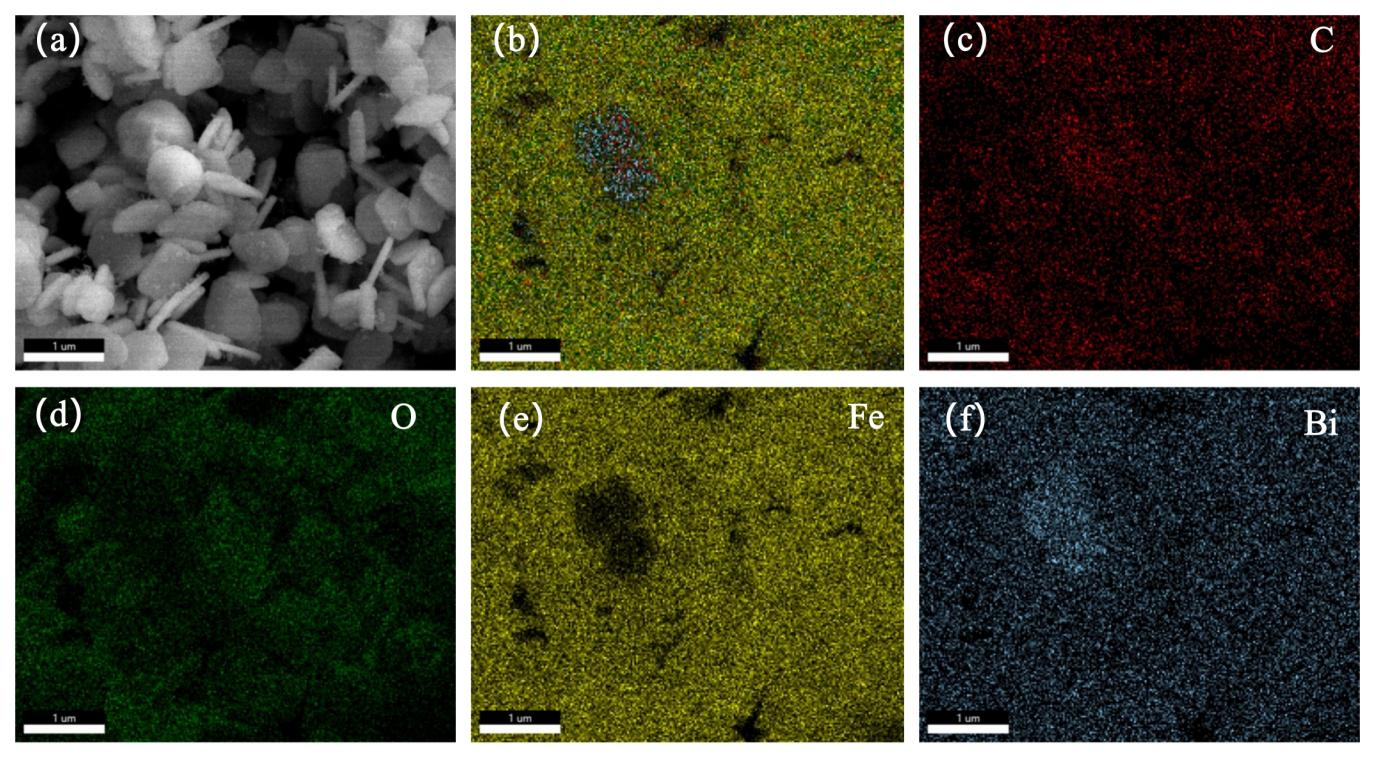 (a)
1 um
(b)
1 um
(c)
C
1 um
(d)
O
1 um
(e)
Fe
1 um
(f)
Bi
1 um